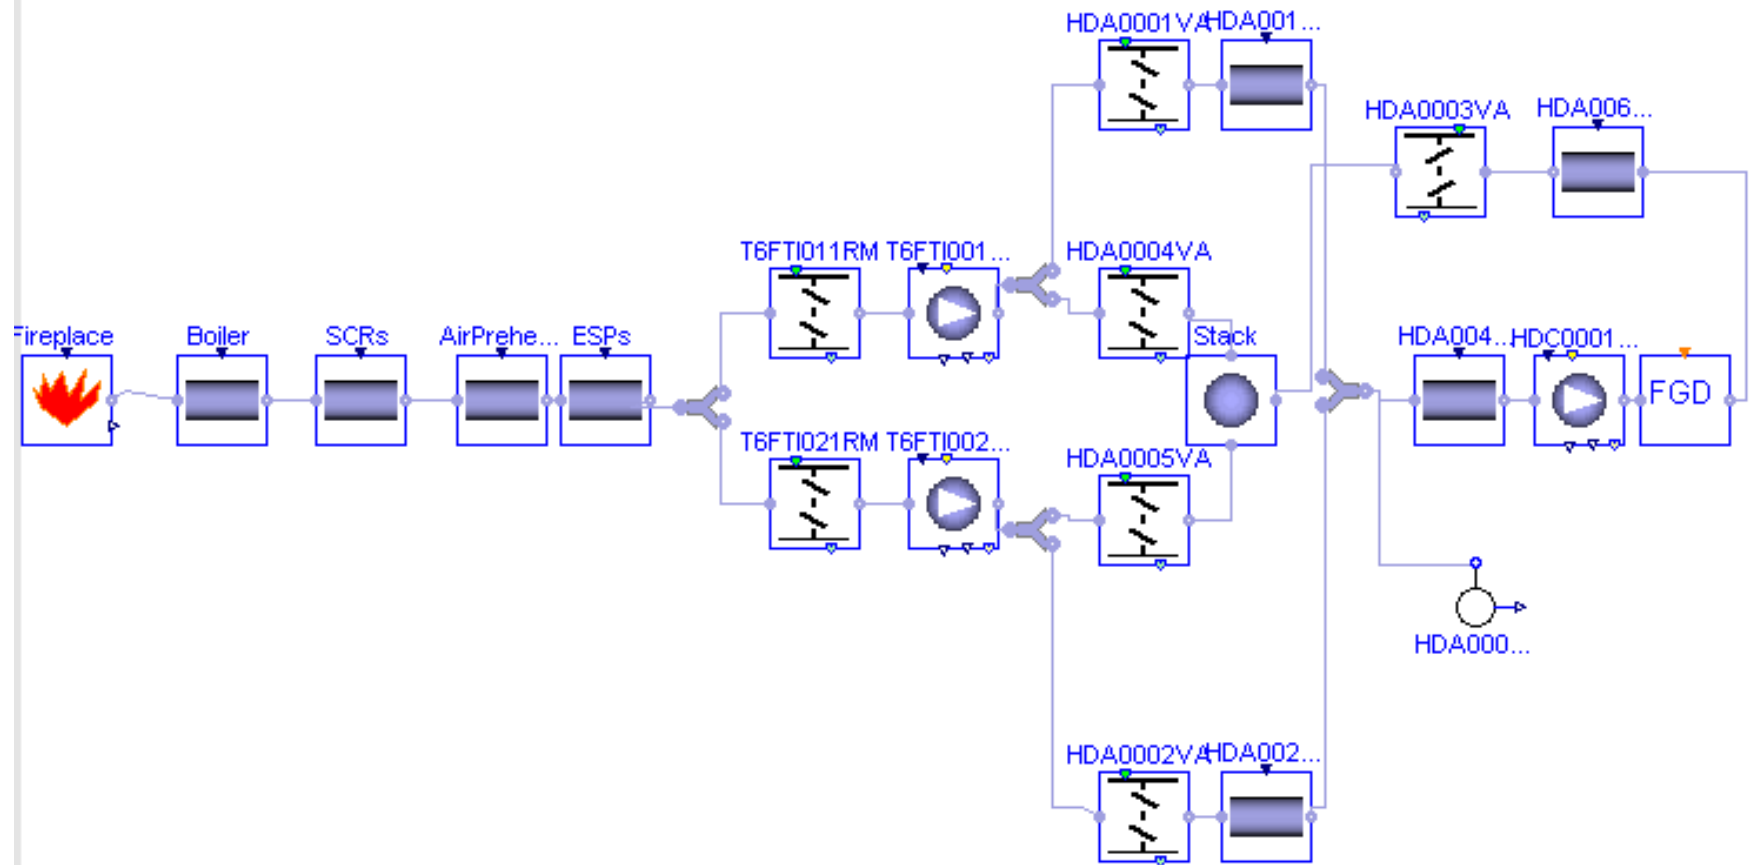 HDA0001VA
HDA001...
HDA0003VA
HDA006...
T6FTI011RM
T6FTI001...
HDA0004VA
Fireplace
Boiler
SCRs
AirPrehe...
ESPs
Stack
HDA004...
HDC0001...
FGD
T6FTI021RM
T6FTI002...
HDA0005VA
HDA000...
HDA0002VA
HDA002...